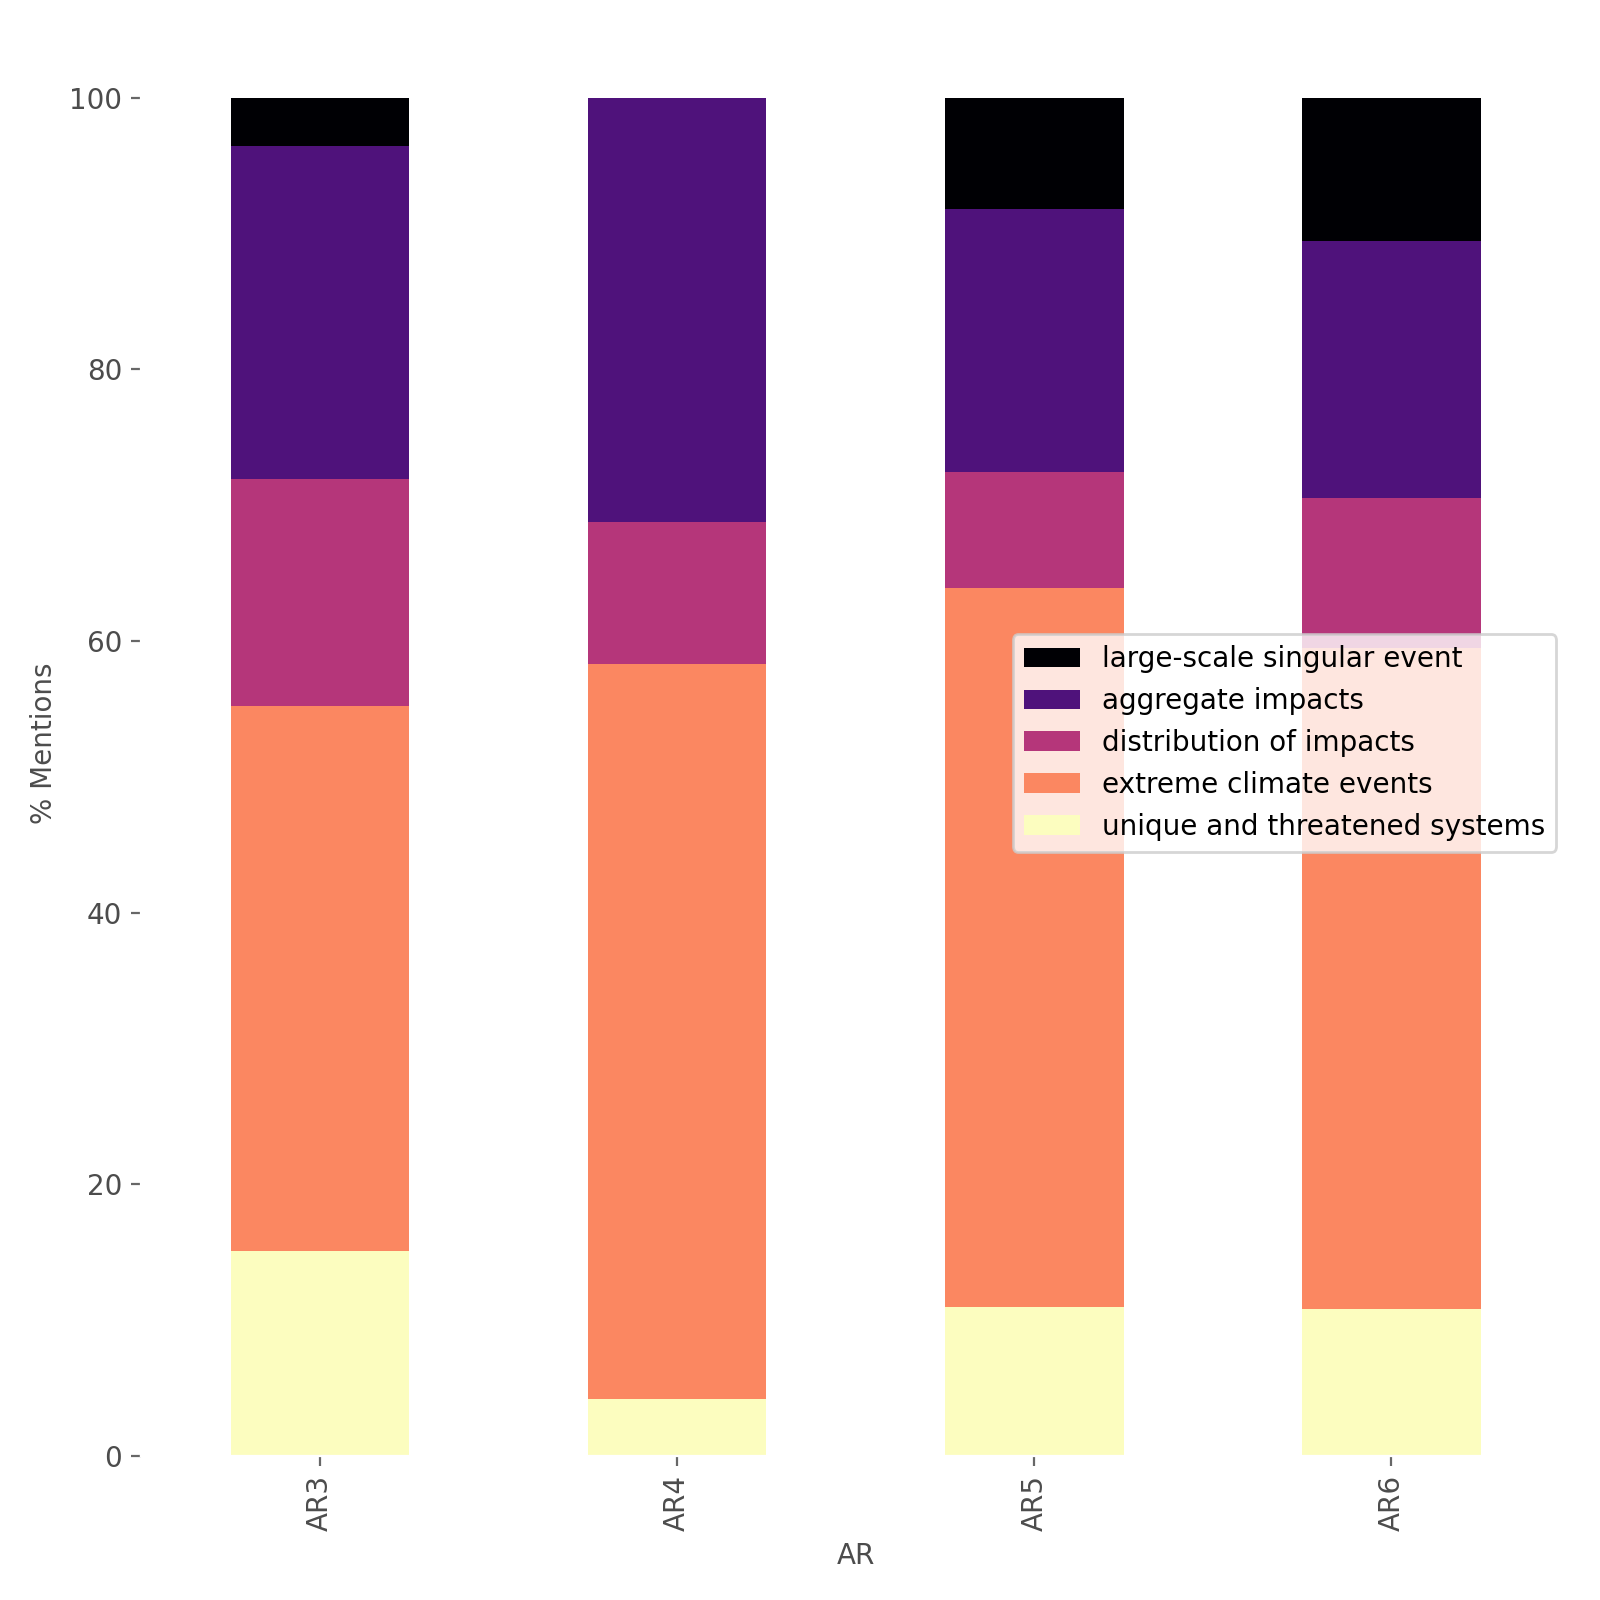 100
80
60
40
20
0
% Mentions
large-scale singular event
aggregate impacts
distribution of impacts
extreme climate events
unique and threatened systems
AR3
AR4
AR5
AR6
AR